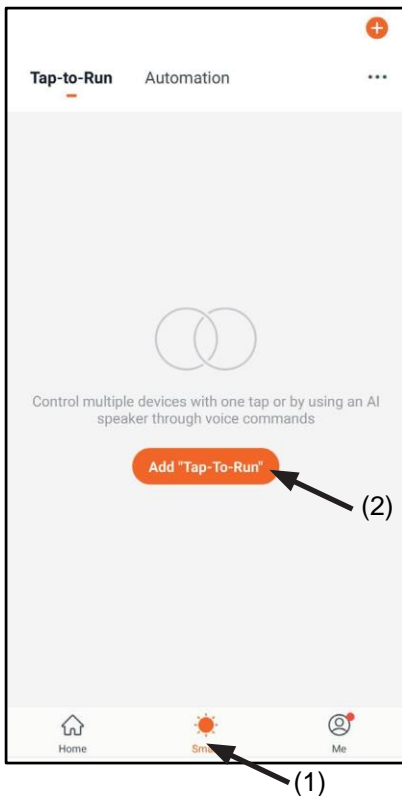 Tap-to-Run Automation
Control multiple devices with one tap or by using an AI
speaker through voice commands
Add "Tap-To-Run"
(2)
Home Me
(1)